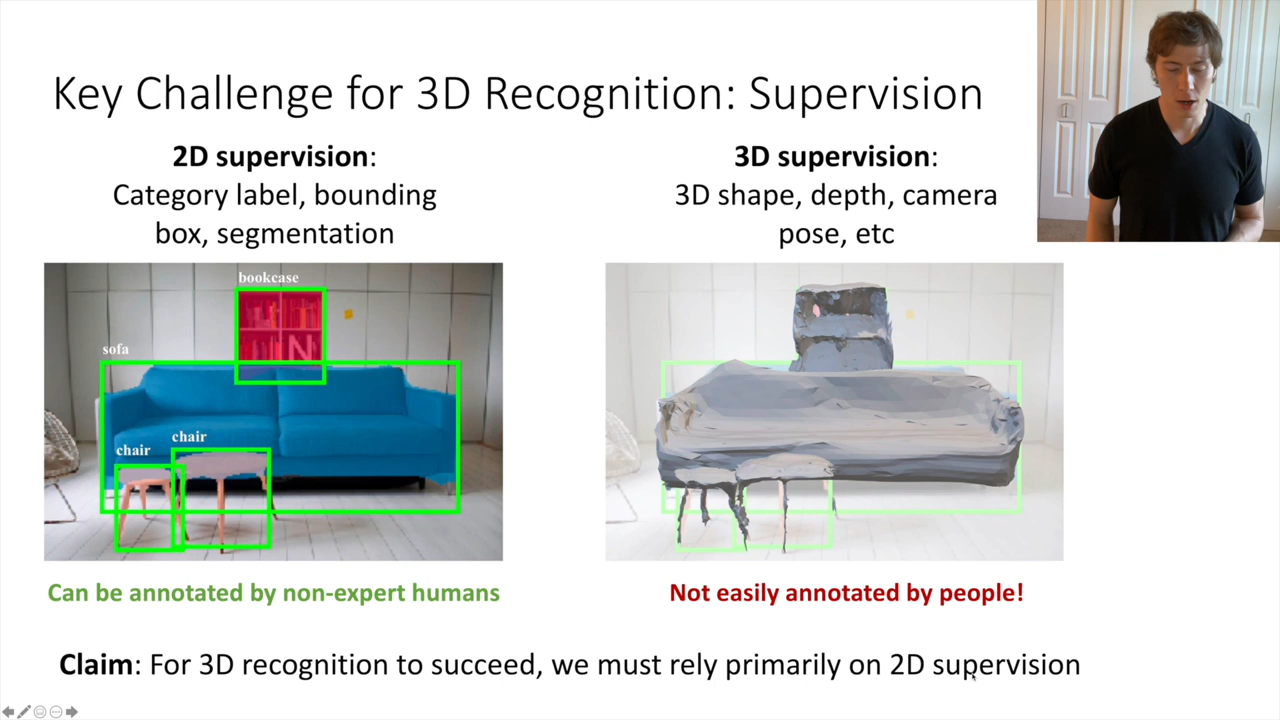 Key Challenge for 3D Recognition: Supervision
2D supervision:
Category label, bounding
box, segmentation
3D supervision:
3D shape, depth, camera
pose, etc
bookcase
N
sofa
chair
chair
Can be annotated by non-expert humans
Not easily annotated by people!
Claim: For 3D recognition to succeed, we must rely primarily on 2D supervision